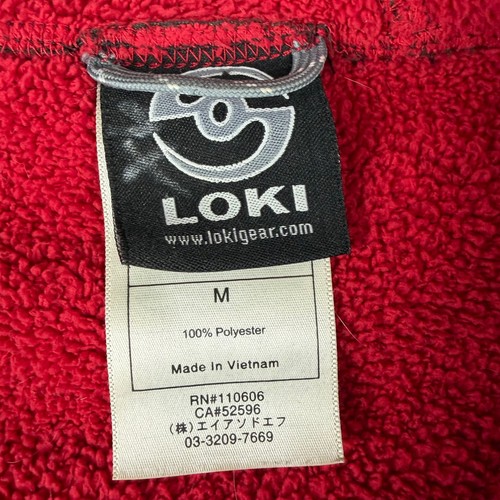 LOKI
www.lokigear.com
M
100% Polyester
Made In Vietnam
RN#110606
CA#52596
(株)エイアソドエフ
03-3209-7669